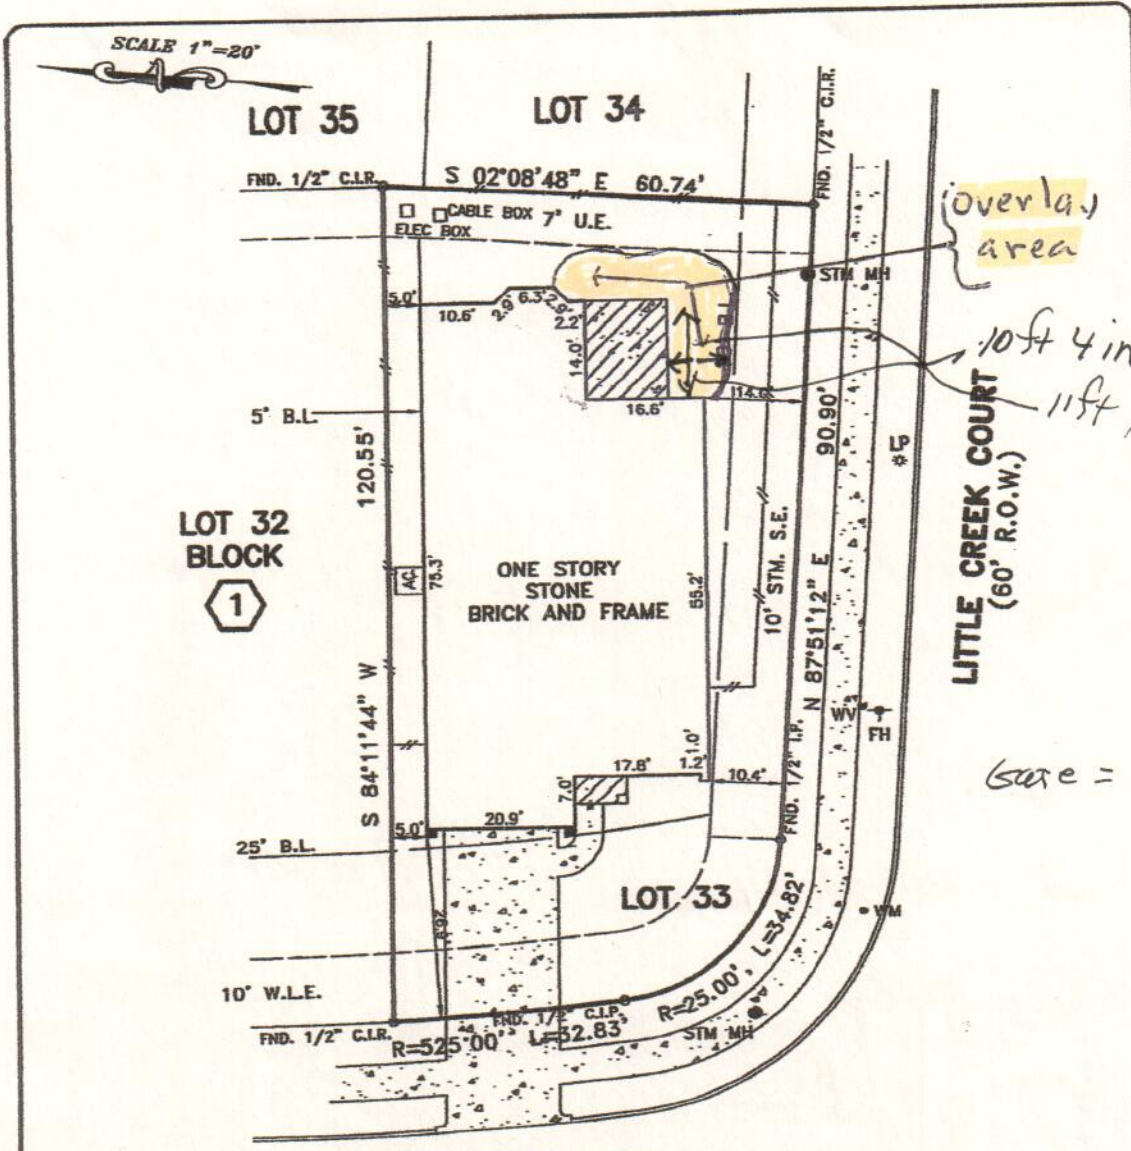 SCALE 1"=20'
LOT 35
LOT 34
FND. 1/2" C.I.R.
S 02°08'48" E 60.74'
FND. 1/2" C.I.R.
CABLE BOX
7' U.E.
ELEC BOX
overlay
area
STM MH
5.0'
10.6'
2.9'
6.3'
2.9'
2.2'
14.0'
16.6'
14.0'
10ft 4 in
11ft
5' B.L.
120.55'
90.90'
LP
LITTLE CREEK COURT
(60' R.O.W.)
LOT 32
BLOCK
1
AC
75.3'
ONE STORY
STONE
BRICK AND FRAME
55.2'
10' STM. S.E.
N 87°51'12" E
S 84°11'44" W
WV
FH
17.8'
1.0'
1.2'
7.0'
10.4'
FND. 1/2" I.P.
5.0'
20.9'
25' B.L.
LOT 33
26.9'
WM
10' W.L.E.
FND. 1/2" C.I.R.
FND. 1/2" C.I.P.
R=525.00' L=32.83'
R=25.00', L=34.82'
STM MH